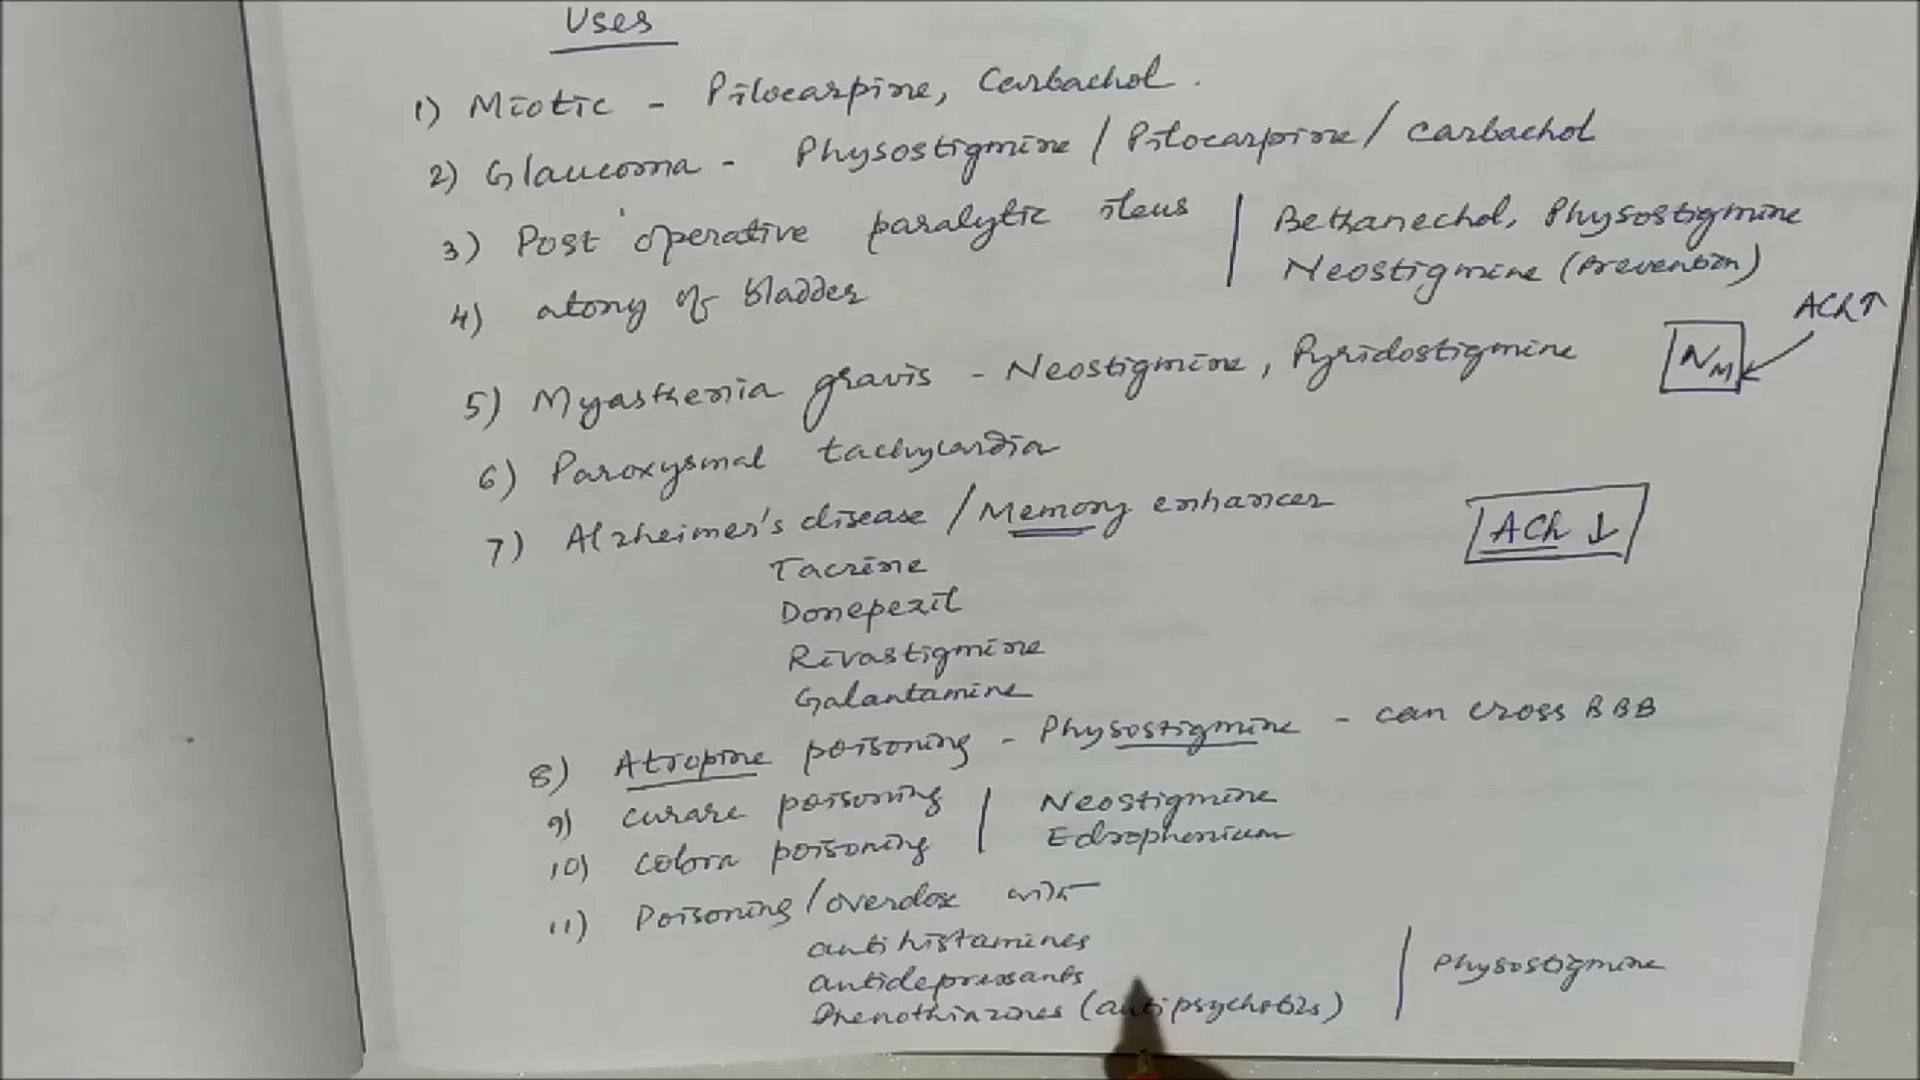 Uses
1) Miotic - Pilocarpine, Carbachol.
2) Glaucoma - Physostigmine / Pilocarpine / Carbachol
3) Post operative paralytic ileus | Bethanechol, Physostigmine
4) atony of bladder | Neostigmine (Prevention)
ACh ↑
5) Myasthenia gravis - Neostigmine, Pyridostigmine
NM
6) Paroxysmal tachycardia
7) Alzheimer's disease / Memory enhancer
ACh ↓
Tacrine
Donepezil
Rivastigmine
Galantamine
8) Atropine poisoning - Physostigmine - can cross BBB
9) Curare poisoning | Neostigmine
10) Cobra poisoning | Edrophonium
11) Poisoning / overdose with
antihistamines
antidepressants
Phenothiazines (antipsychotics) | Physostigmine